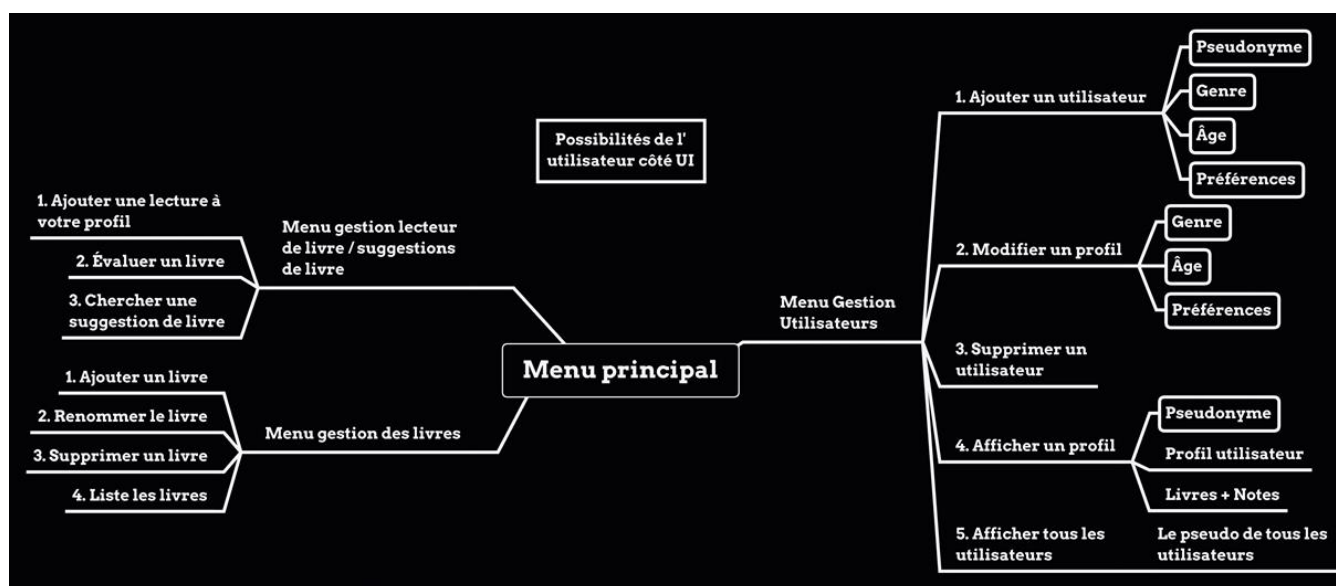 Possibilités de l'
utilisateur côté UI
Menu principal
Menu gestion lecteur
de livre / suggestions
de livre
1. Ajouter une lecture à
votre profil
2. Évaluer un livre
3. Chercher une
suggestion de livre
Menu gestion des livres
1. Ajouter un livre
2. Renommer le livre
3. Supprimer un livre
4. Liste les livres
Menu Gestion
Utilisateurs
1. Ajouter un utilisateur
Pseudonyme
Genre
Âge
Préférences
2. Modifier un profil
Genre
Âge
Préférences
3. Supprimer un
utilisateur
4. Afficher un profil
Pseudonyme
Profil utilisateur
Livres + Notes
5. Afficher tous les
utilisateurs
Le pseudo de tous les
utilisateurs